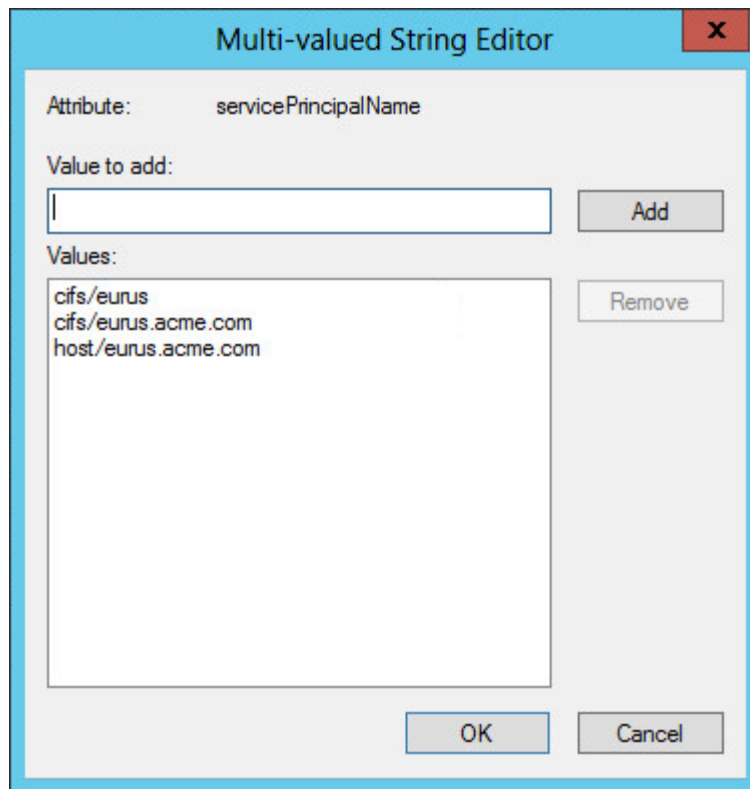 Multi-valued String Editor
x
Attribute: servicePrincipalName
Value to add:
Add
Values:
cifs/eurus
cifs/eurus.acme.com
host/eurus.acme.com
Remove
OK Cancel